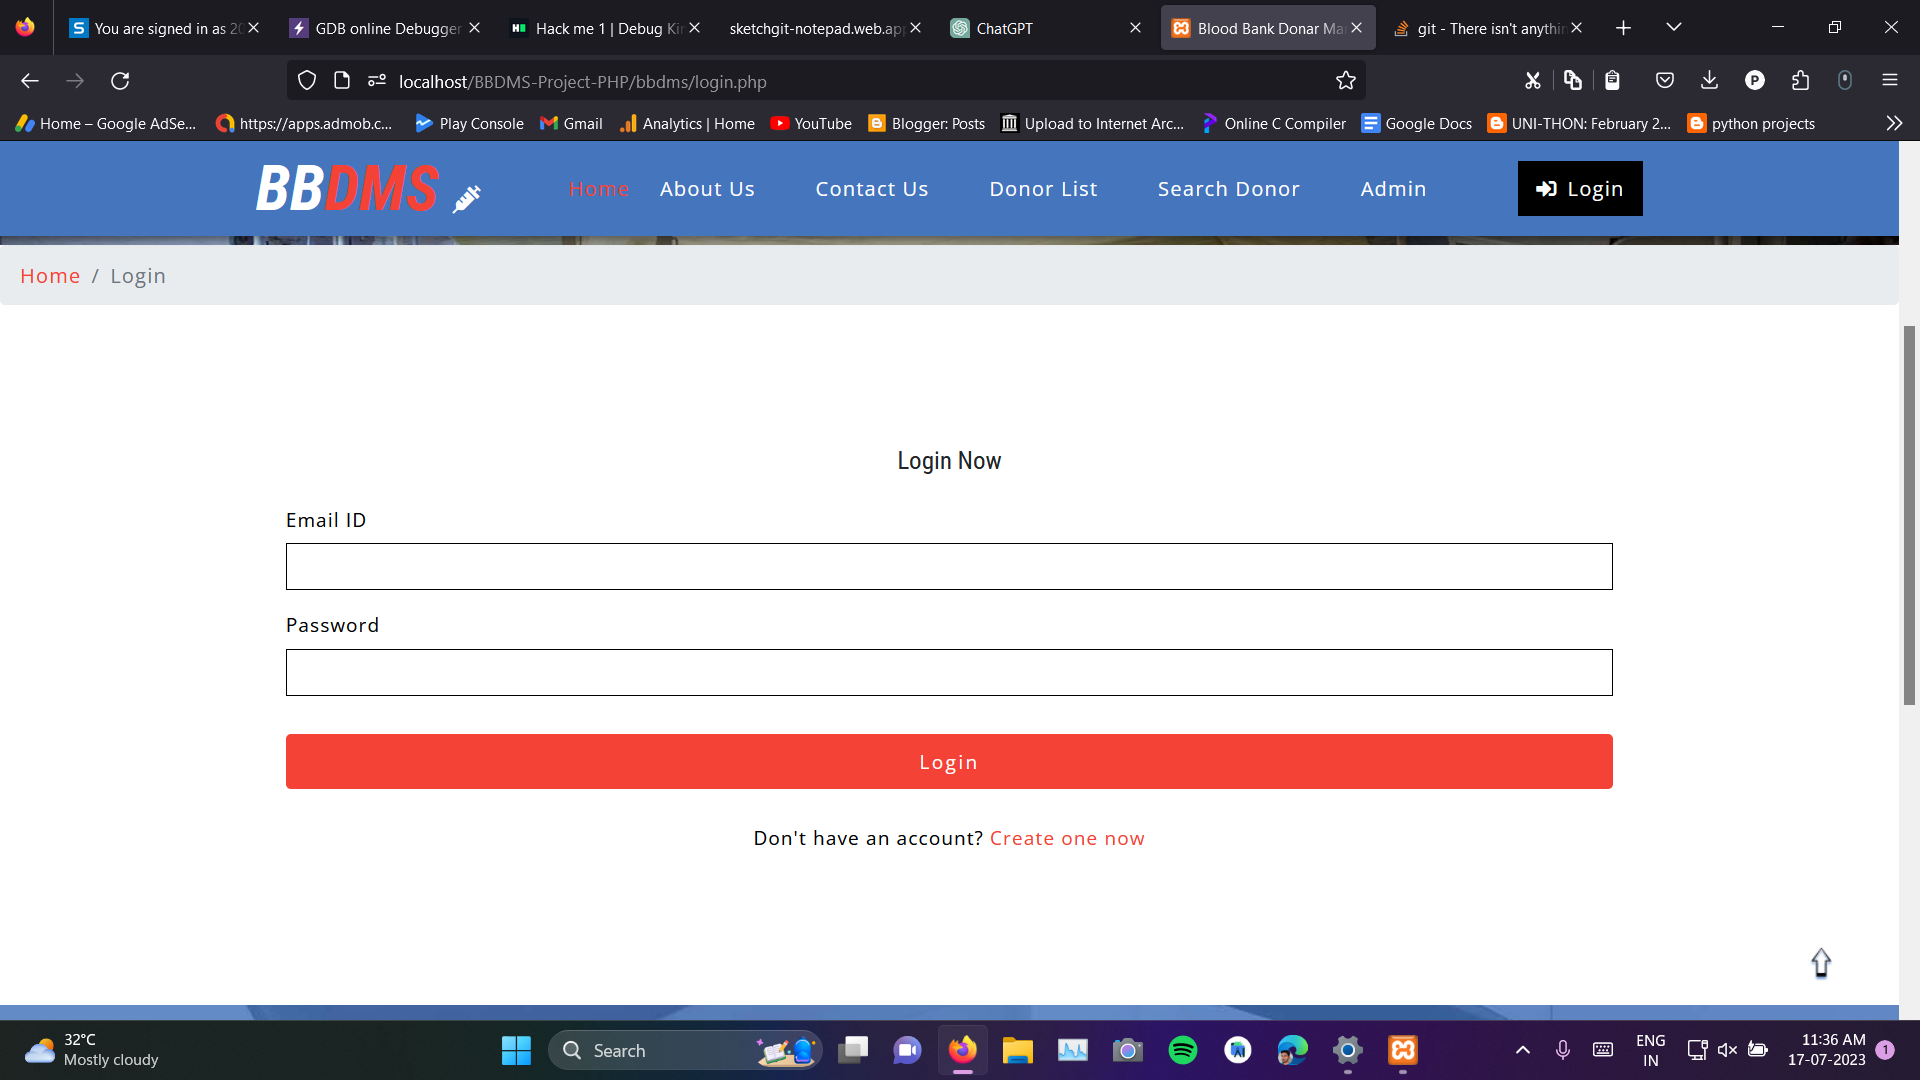 You are signed in as 20
GDB online Debugger
Hack me 1 | Debug Kin
sketchgit-notepad.web.app
ChatGPT
Blood Bank Donar Ma
git - There isn't anythin
localhost/BBDMS-Project-PHP/bbdms/login.php
P
Home – Google AdSe...
https://apps.admob.c...
Play Console
Gmail
Analytics | Home
YouTube
Blogger: Posts
Upload to Internet Arc...
Online C Compiler
Google Docs
UNI-THON: February 2...
python projects
BBDMS
Home
About Us
Contact Us
Donor List
Search Donor
Admin
Login
Home / Login
Login Now
Email ID
Password
Login
Don't have an account? Create one now
32°C
Mostly cloudy
Search
ENG
IN
11:36 AM
17-07-2023
1